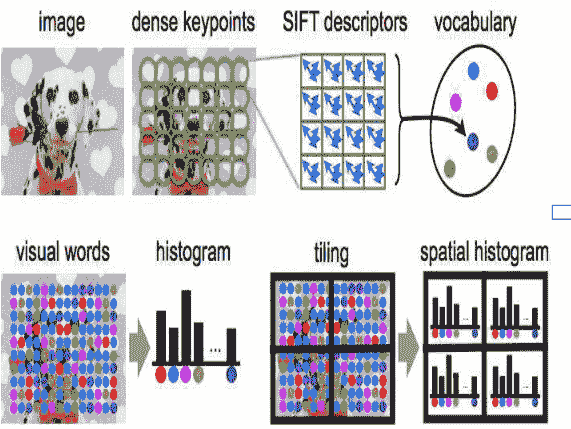 image dense keypoints SIFT descriptors vocabulary
visual words histogram tiling spatial histogram
...
... ...
... ...